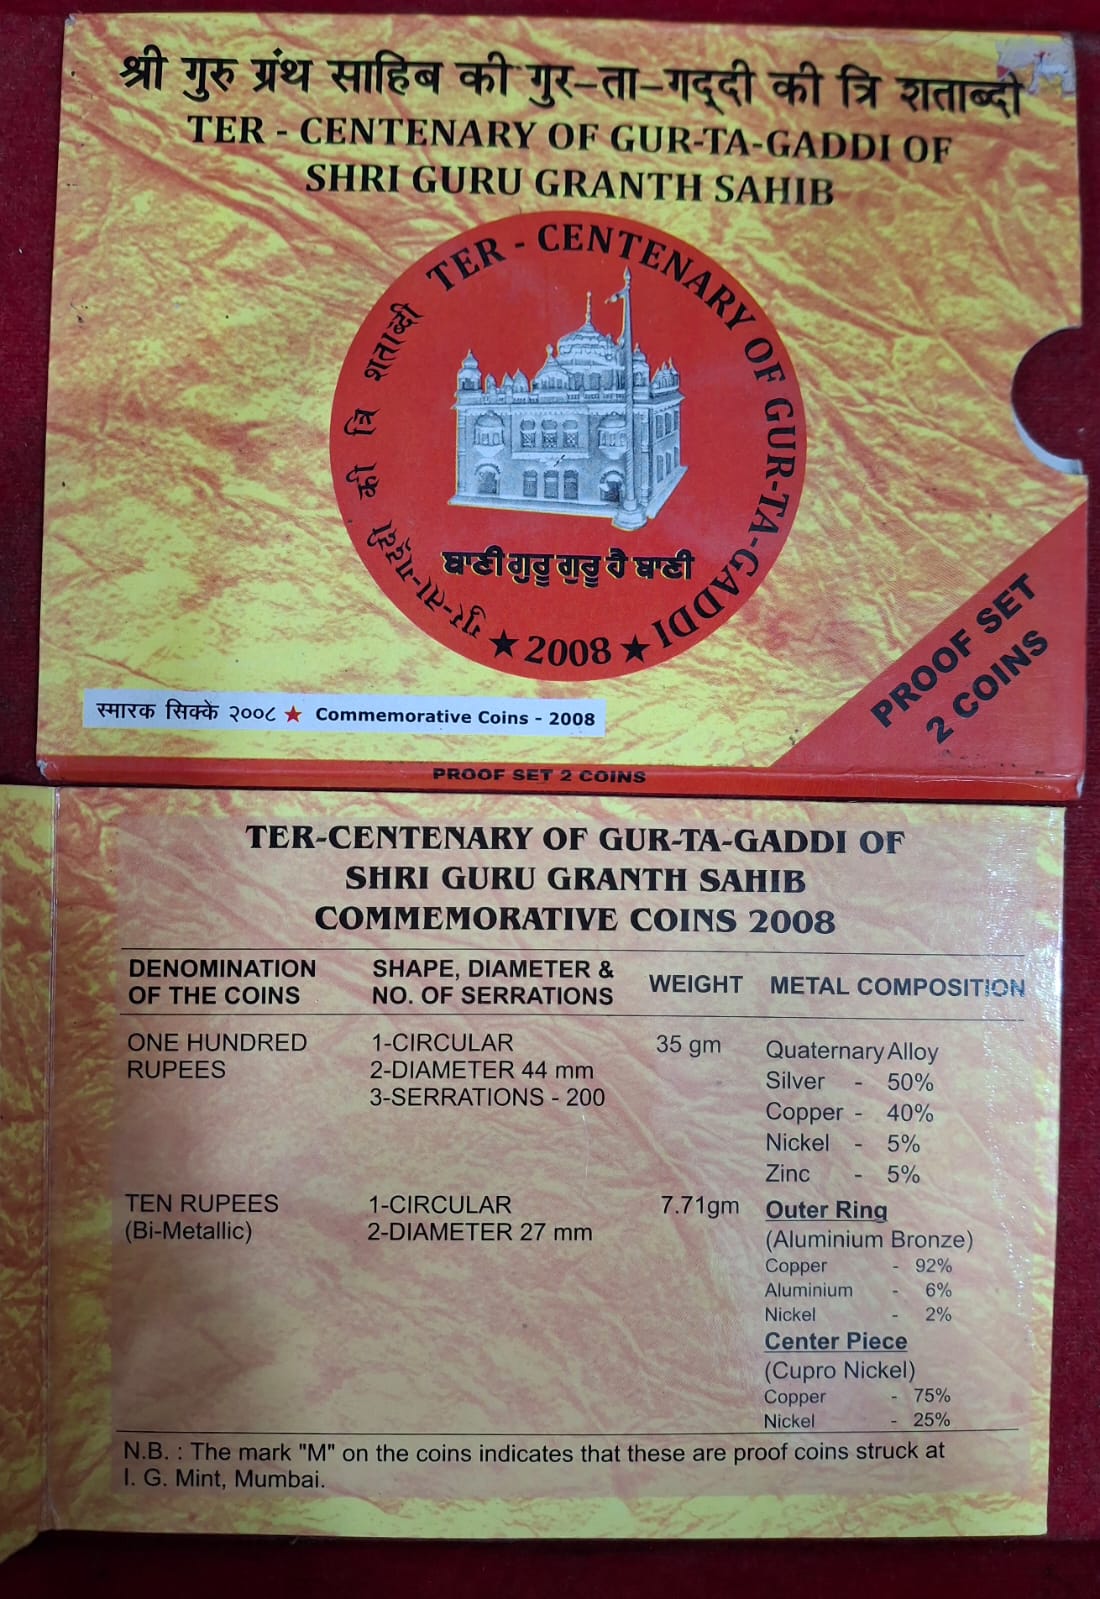 श्री गुरु ग्रंथ साहिब की गुर-ता-गद्दी की त्रि शताब्दी
TER - CENTENARY OF GUR-TA-GADDI OF
SHRI GURU GRANTH SAHIB
गुर-ता-गद्दी की त्रि शताब्दी TER - CENTENARY OF GUR-TA-GADDI
ਬਾਣੀ ਗੁਰੂ ਗੁਰੂ ਹੈ ਬਾਣੀ
★ 2008 ★
PROOF SET
2 COINS
स्मारक सिक्के २००८ ★ Commemorative Coins - 2008
PROOF SET 2 COINS
TER-CENTENARY OF GUR-TA-GADDI OF
SHRI GURU GRANTH SAHIB
COMMEMORATIVE COINS 2008
DENOMINATION OF THE COINS
SHAPE, DIAMETER & NO. OF SERRATIONS
WEIGHT
METAL COMPOSITION
ONE HUNDRED
RUPEES
1-CIRCULAR
2-DIAMETER 44 mm
3-SERRATIONS - 200
35 gm
Quaternary Alloy
Silver - 50%
Copper - 40%
Nickel - 5%
Zinc - 5%
TEN RUPEES
(Bi-Metallic)
1-CIRCULAR
2-DIAMETER 27 mm
7.71gm
Outer Ring
(Aluminium Bronze)
Copper - 92%
Aluminium - 6%
Nickel - 2%
Center Piece
(Cupro Nickel)
Copper - 75%
Nickel - 25%
N.B. : The mark "M" on the coins indicates that these are proof coins struck at
I. G. Mint, Mumbai.